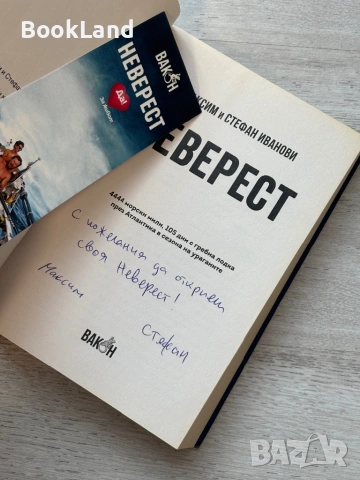 BookLand
ВАКОН
НЕВЕРЕСТ
Да!
КСИМ И СТЕФАН ИВАНОВИ
ЕВЕРЕСТ
4444 морски мили, 105 дни с гребна лодка
през Атлантика в сезона на ураганите
С пожелания да откриеш
своя Неверест!
Максим
Стефан
ВАКОН
BAZAR